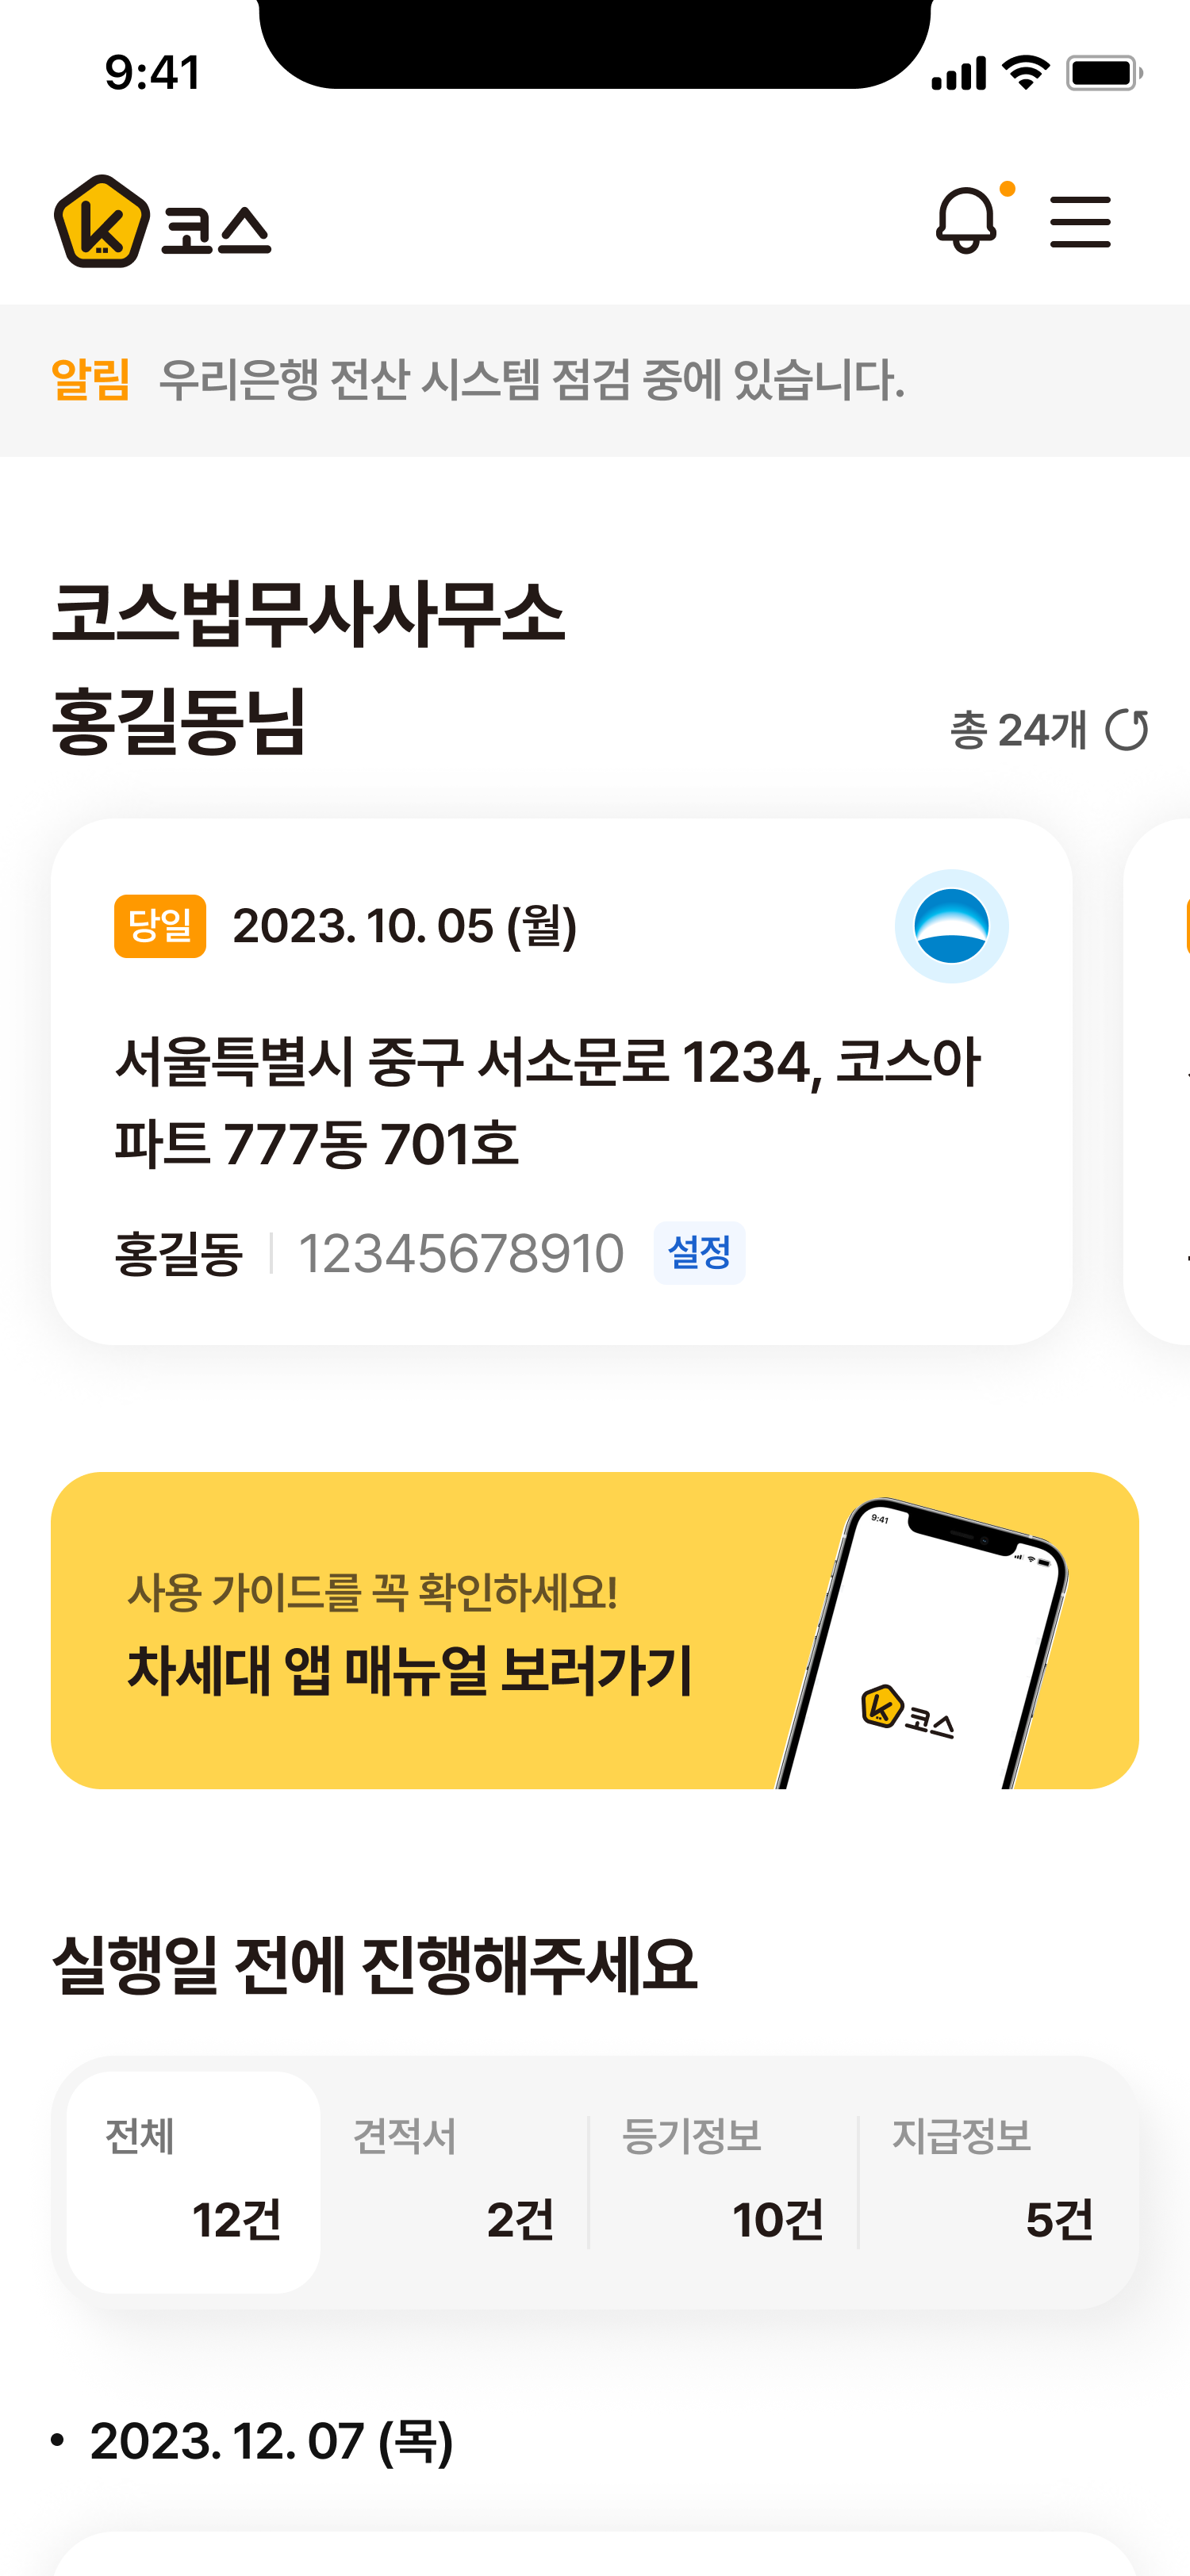 9:41
k 코스
알림 우리은행 전산 시스템 점검 중에 있습니다.
코스법무사사무소
홍길동님
총 24개
당일 2023. 10. 05 (월)
서울특별시 중구 서소문로 1234, 코스아
파트 777동 701호
홍길동 12345678910 설정
사용 가이드를 꼭 확인하세요!
차세대 앱 매뉴얼 보러가기
9:41
k 코스
실행일 전에 진행해주세요
전체 견적서 등기정보 지급정보
12건 2건 10건 5건
• 2023. 12. 07 (목)